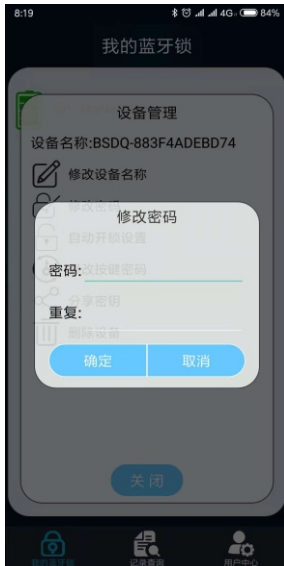 8:19 4G 84%
我的蓝牙锁
设备管理
设备名称:BSDQ-883F4ADEBD74
修改设备名称
修改密码
修改密码
自动开锁设置
修改按键密码
密码:
分享密钥
重复:
删除设备
确定 取消
关闭
我的蓝牙锁 记录查询 用户中心